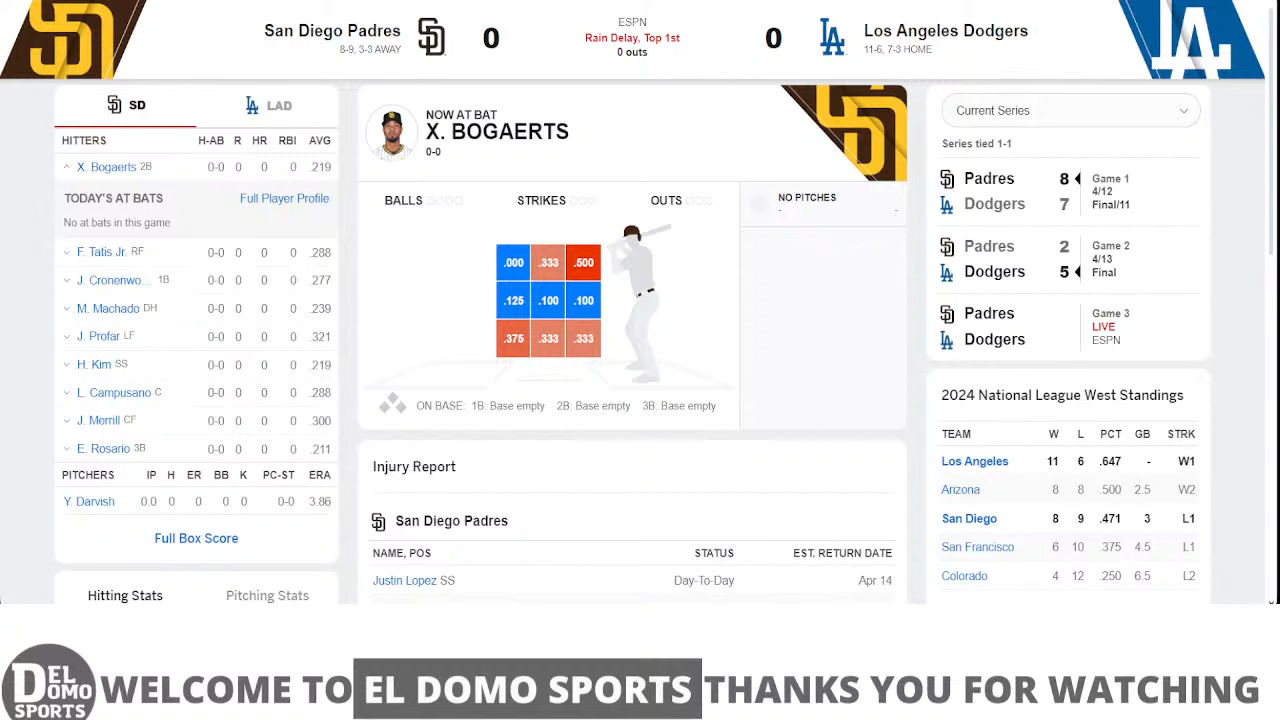 San Diego Padres
8-9, 3-3 AWAY
0
ESPN
Rain Delay, Top 1st
0 outs
0
Los Angeles Dodgers
11-6, 7-3 HOME
SD
LAD
HITTERS H-AB R HR RBI AVG
X. Bogaerts 2B 0-0 0 0 0 .219
TODAY'S AT BATS Full Player Profile
No at bats in this game
F. Tatis Jr. RF 0-0 0 0 0 .288
J. Cronenwo... 1B 0-0 0 0 0 .277
M. Machado DH 0-0 0 0 0 .239
J. Profar LF 0-0 0 0 0 .321
H. Kim SS 0-0 0 0 0 .219
L. Campusano C 0-0 0 0 0 .288
J. Merrill CF 0-0 0 0 0 .300
E. Rosario 3B 0-0 0 0 0 .211
PITCHERS IP H ER BB K PC-ST ERA
Y. Darvish 0.0 0 0 0 0 0-0 3.86
Full Box Score
Hitting Stats Pitching Stats
NOW AT BAT
X. BOGAERTS
0-0
BALLS STRIKES OUTS
NO PITCHES
- -
.000 .333 .500
.125 .100 .100
.375 .333 .333
ON BASE: 1B: Base empty 2B: Base empty 3B: Base empty
Injury Report
San Diego Padres
NAME, POS STATUS EST. RETURN DATE
Justin Lopez SS Day-To-Day Apr 14
Current Series
Series tied 1-1
Padres 8 Game 1
4/12
Dodgers 7 Final/11
Padres 2 Game 2
4/13
Dodgers 5 Final
Padres Game 3
LIVE
Dodgers ESPN
2024 National League West Standings
TEAM W L PCT GB STRK
Los Angeles 11 6 .647 - W1
Arizona 8 8 .500 2.5 W2
San Diego 8 9 .471 3 L1
San Francisco 6 10 .375 4.5 L1
Colorado 4 12 .250 6.5 L2
DEL DOMO SPORTS
WELCOME TO EL DOMO SPORTS THANKS YOU FOR WATCHING